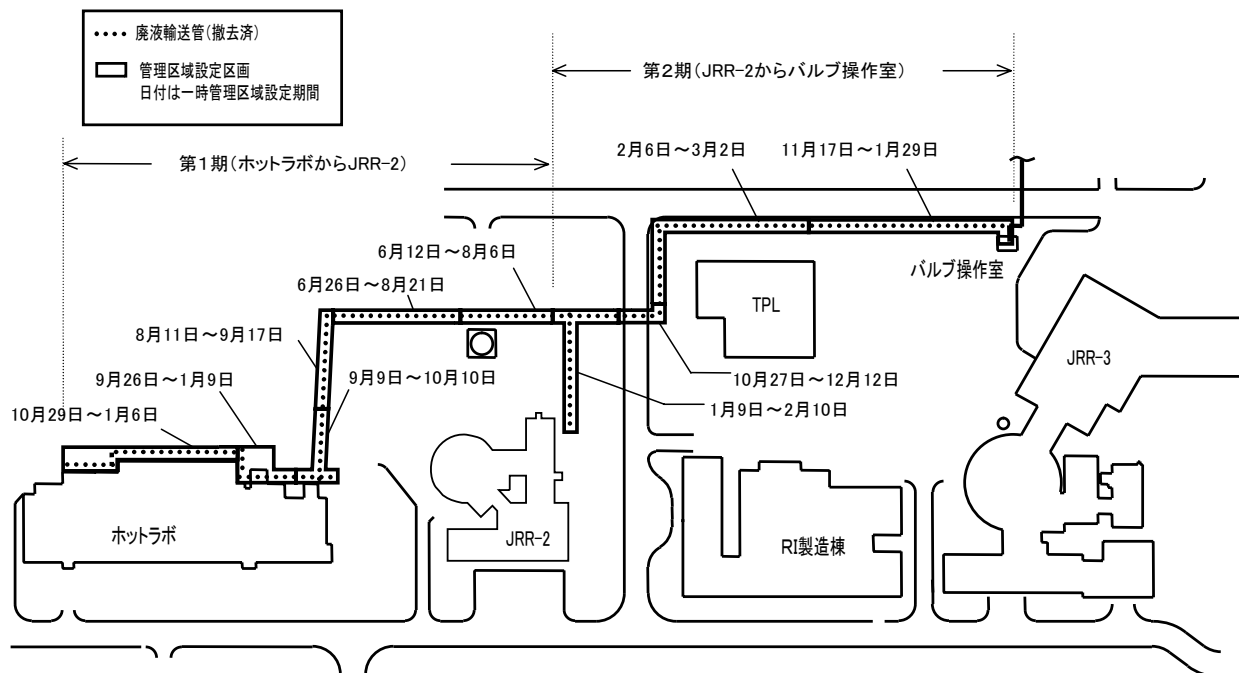 廃液輸送管(撤去済)
管理区域設定区画
日付は一時管理区域設定期間
第2期(JRR-2からバルブ操作室)
第1期(ホットラボからJRR-2)
2月6日～3月2日
11月17日～1月29日
6月12日～8月6日
6月26日～8月21日
バルブ操作室
TPL
8月11日～9月17日
JRR-3
9月9日～10月10日
10月27日～12月12日
9月26日～1月9日
1月9日～2月10日
10月29日～1月6日
ホットラボ
JRR-2
RI製造棟